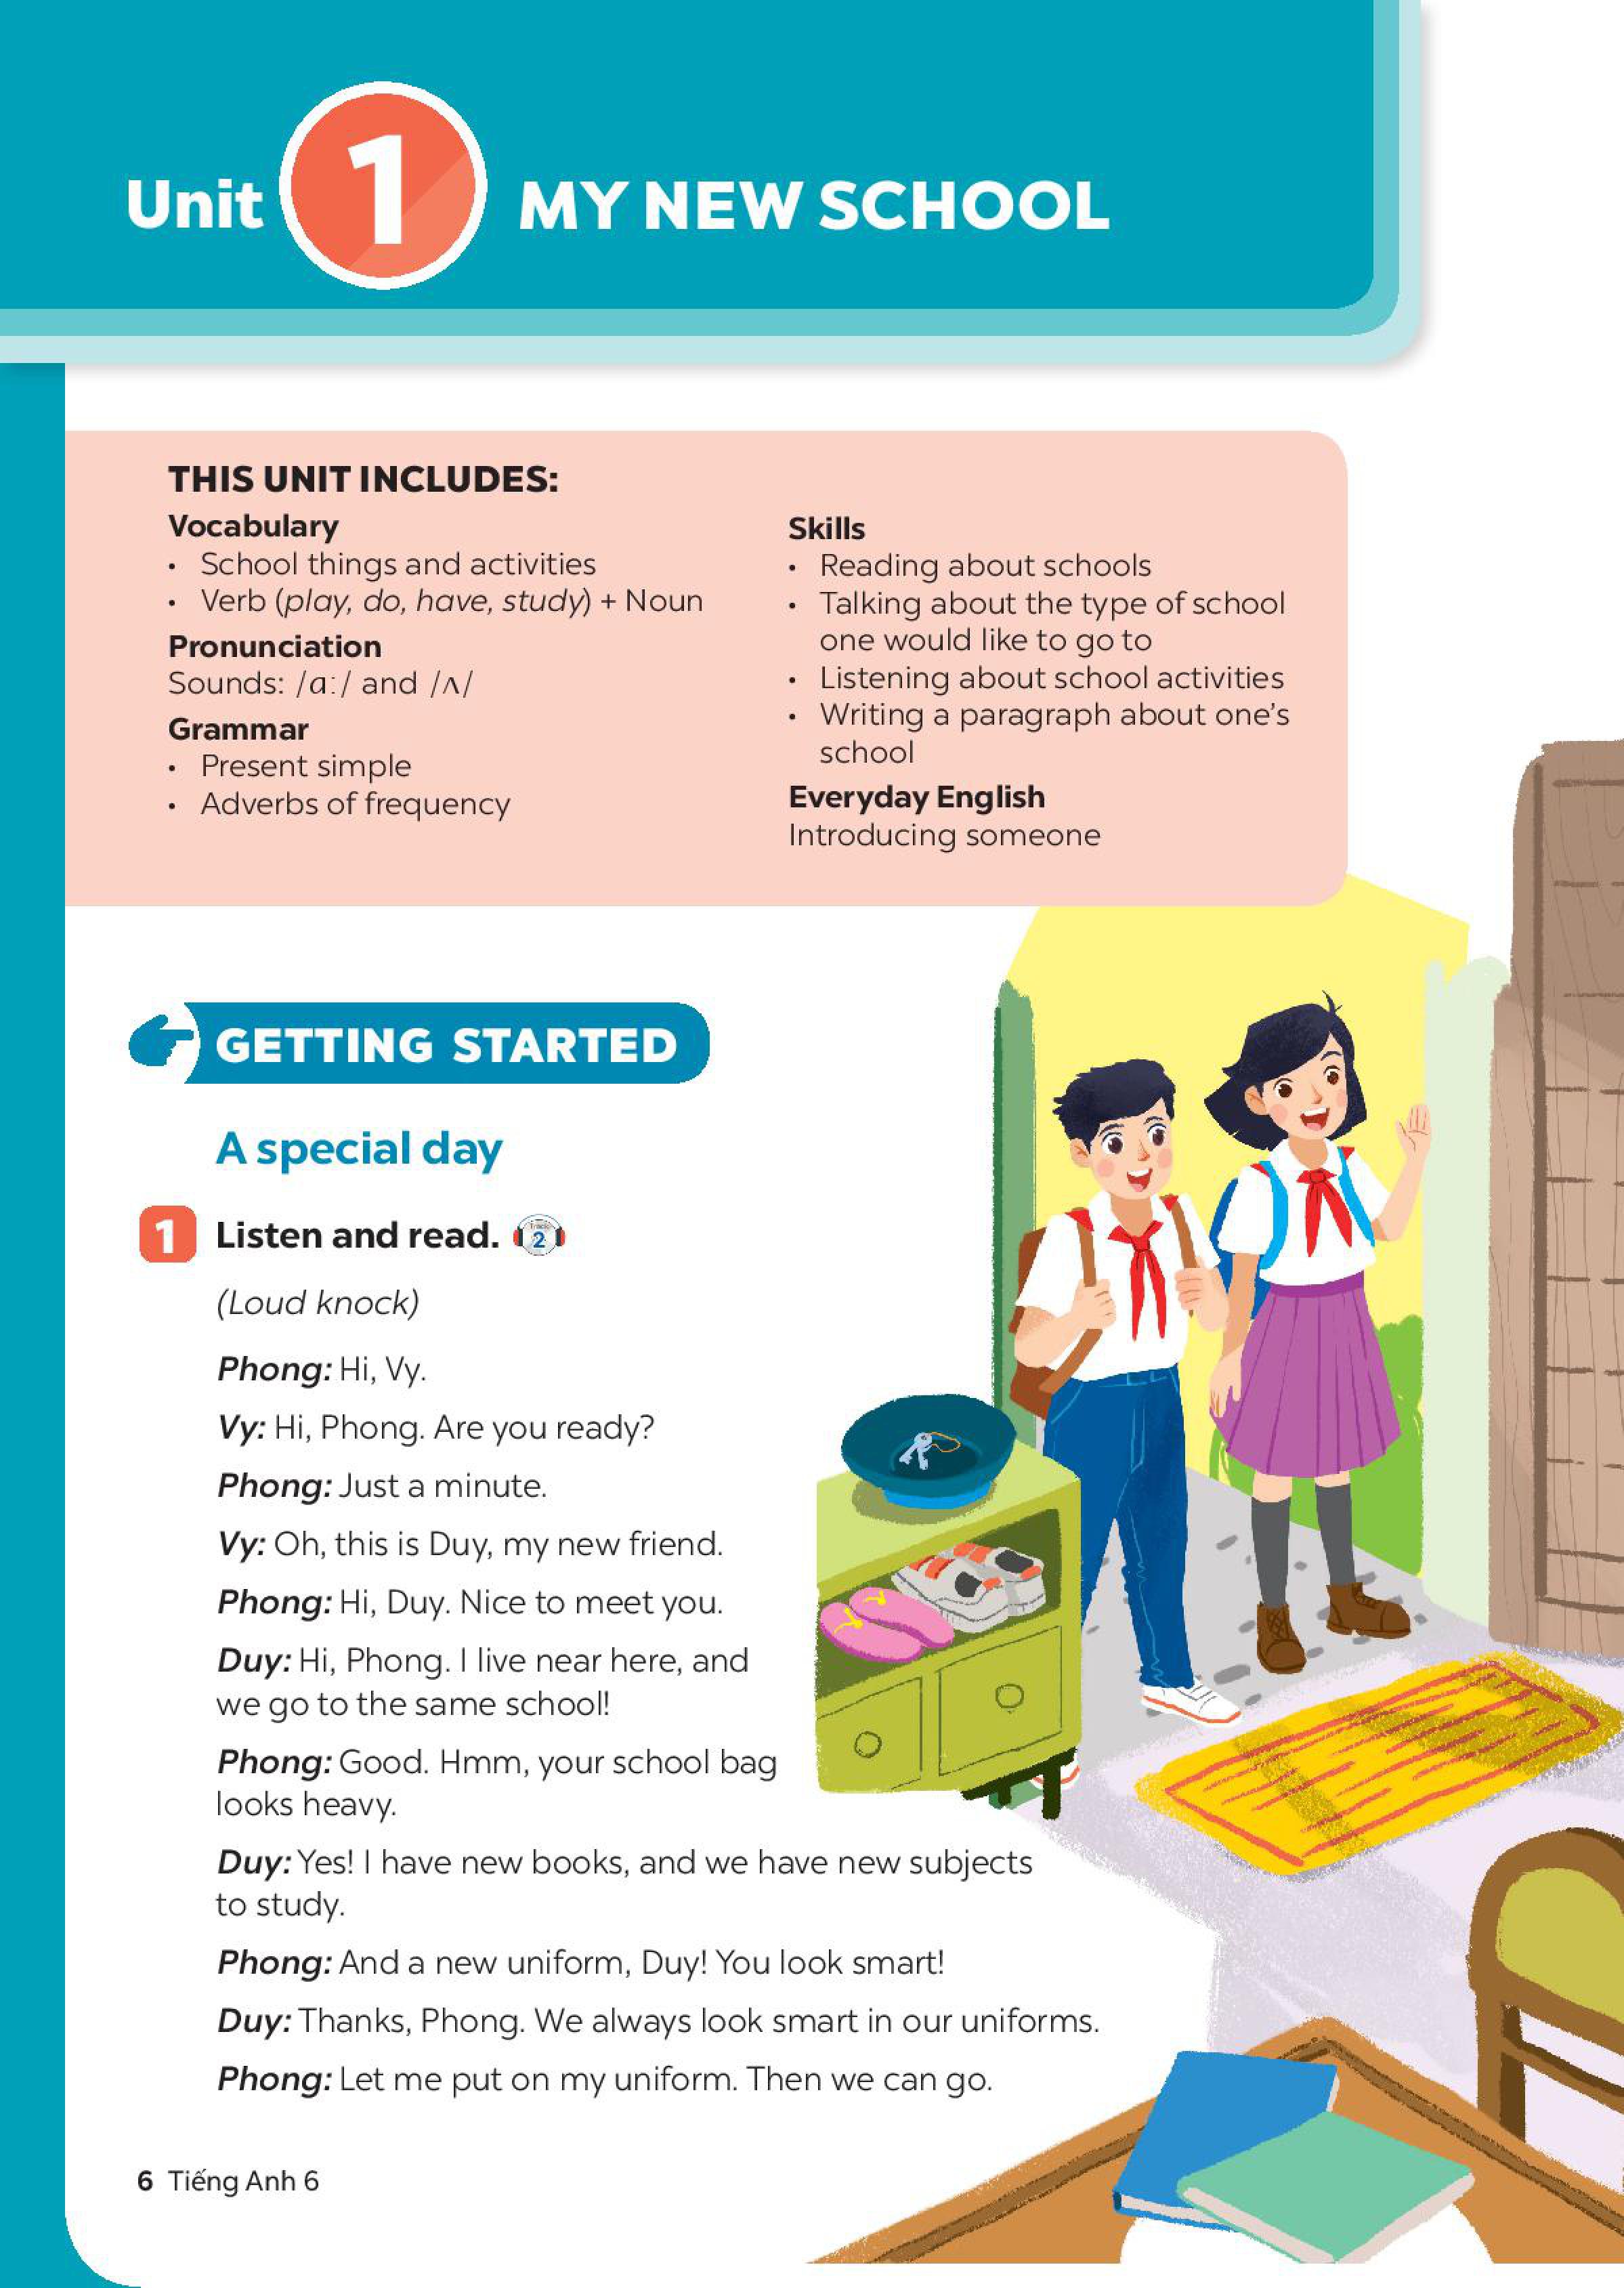 Unit 1 MY NEW SCHOOL
THIS UNIT INCLUDES:
Vocabulary
• School things and activities
• Verb (play, do, have, study) + Noun
Pronunciation
Sounds: /ɑː/ and /ʌ/
Grammar
• Present simple
• Adverbs of frequency
Skills
• Reading about schools
• Talking about the type of school
one would like to go to
• Listening about school activities
• Writing a paragraph about one's
school
Everyday English
Introducing someone
GETTING STARTED
A special day
1 Listen and read. Track 2
(Loud knock)
Phong: Hi, Vy.
Vy: Hi, Phong. Are you ready?
Phong: Just a minute.
Vy: Oh, this is Duy, my new friend.
Phong: Hi, Duy. Nice to meet you.
Duy: Hi, Phong. I live near here, and
we go to the same school!
Phong: Good. Hmm, your school bag
looks heavy.
Duy: Yes! I have new books, and we have new subjects
to study.
Phong: And a new uniform, Duy! You look smart!
Duy: Thanks, Phong. We always look smart in our uniforms.
Phong: Let me put on my uniform. Then we can go.
6 Tiếng Anh 6